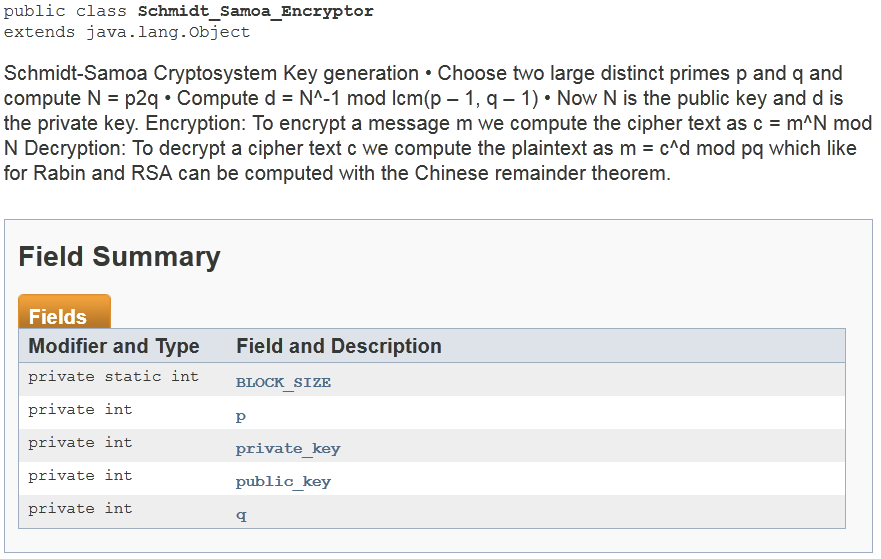 public class Schmidt_Samoa_Encryptor
extends java.lang.Object
Schmidt-Samoa Cryptosystem Key generation • Choose two large distinct primes p and q and
compute N = p2q • Compute d = N^-1 mod lcm(p – 1, q – 1) • Now N is the public key and d is
the private key. Encryption: To encrypt a message m we compute the cipher text as c = m^N mod
N Decryption: To decrypt a cipher text c we compute the plaintext as m = c^d mod pq which like
for Rabin and RSA can be computed with the Chinese remainder theorem.
Field Summary
Fields
Modifier and Type Field and Description
private static int BLOCK_SIZE
private int p
private int private_key
private int public_key
private int q